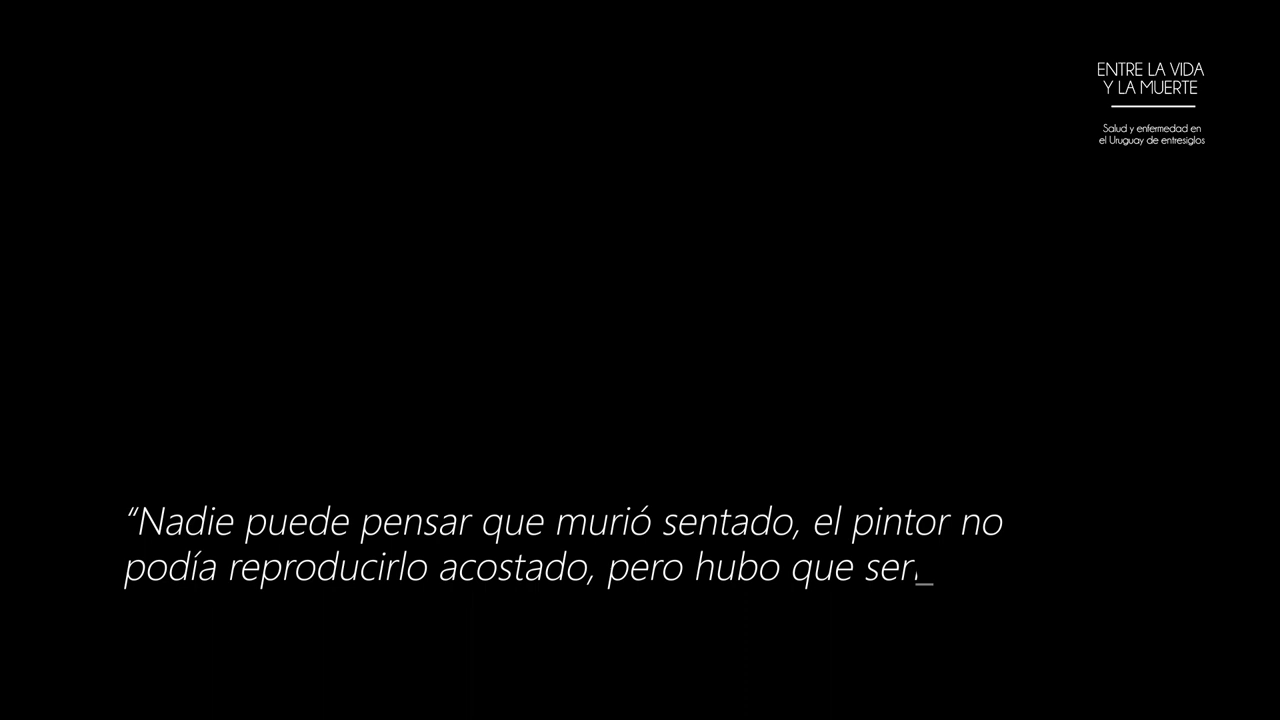 ENTRE LA VIDA
Y LA MUERTE
Salud y enfermedad en
el Uruguay de entresiglos
“Nadie puede pensar que murió sentado, el pintor no
podía reproducirlo acostado, pero hubo que ser._